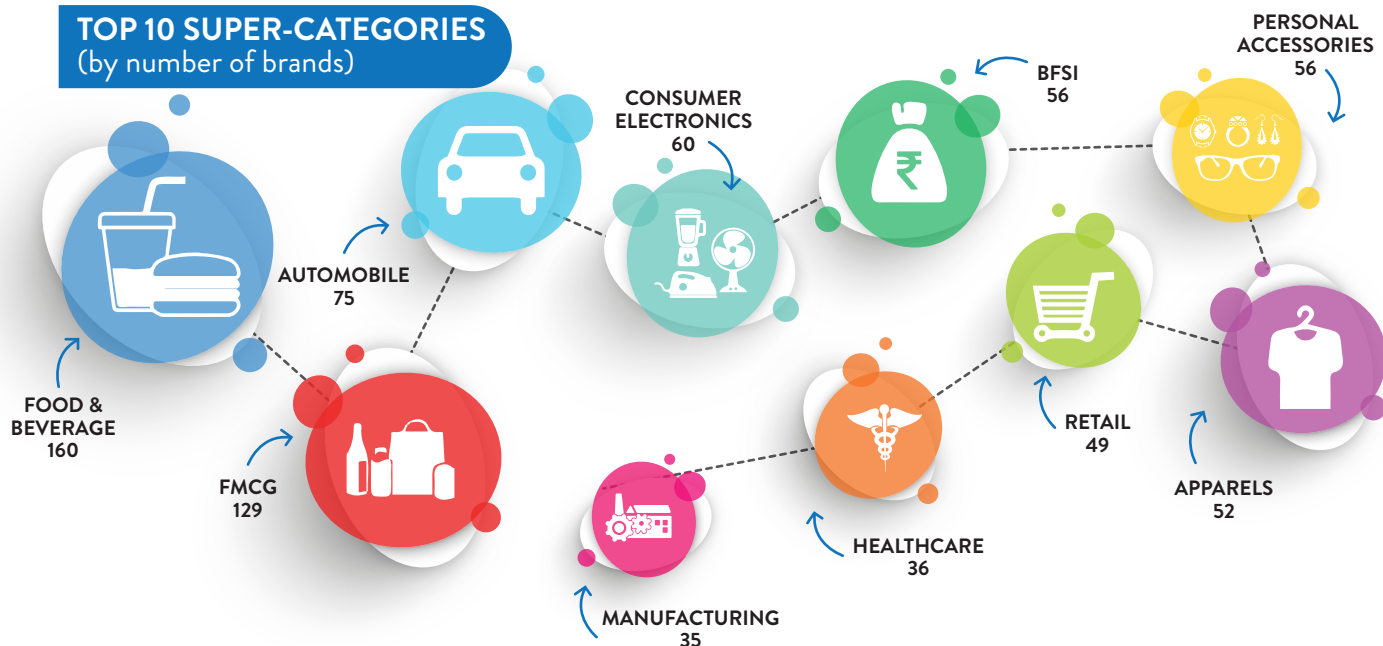 TOP 10 SUPER-CATEGORIES
(by number of brands)
FOOD &
BEVERAGE
160
FMCG
129
AUTOMOBILE
75
CONSUMER
ELECTRONICS
60
BFSI
56
₹
PERSONAL
ACCESSORIES
56
APPARELS
52
RETAIL
49
HEALTHCARE
36
MANUFACTURING
35